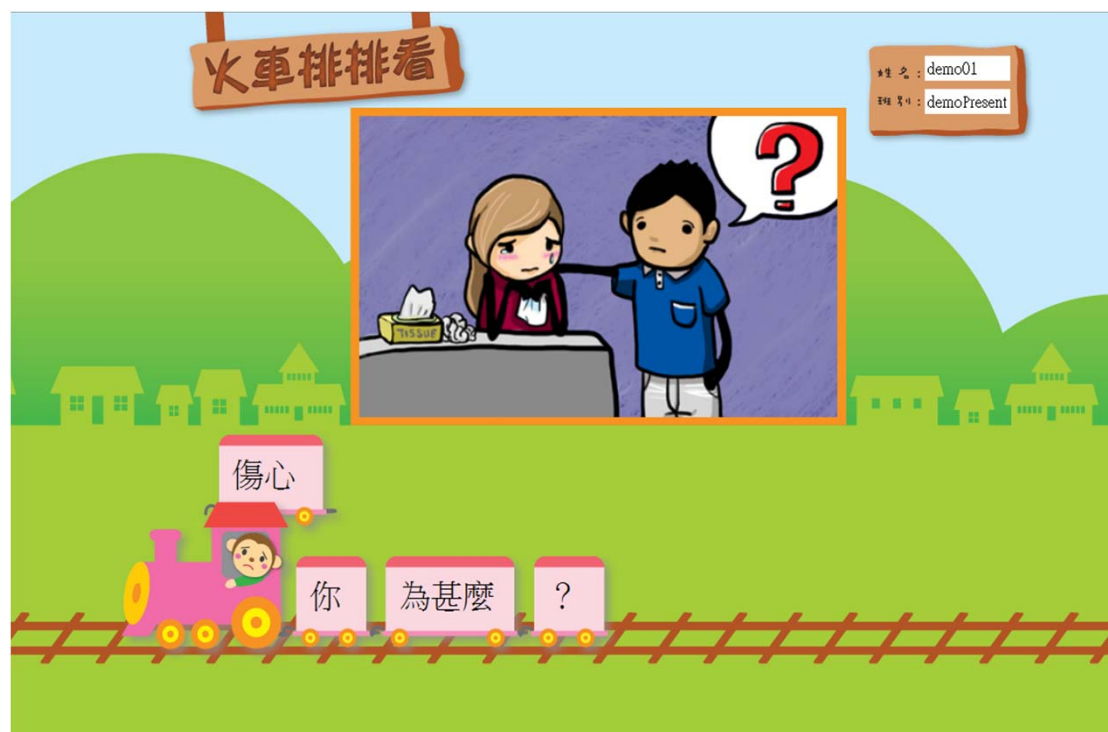 火車排排看
姓名：demo01
班別：demoPresent
?
TISSUE
傷心
你 為甚麼 ？